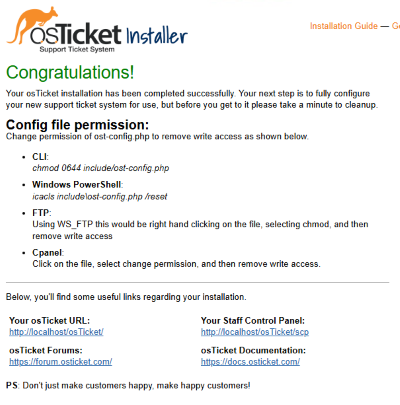 osTicket Installer
Support Ticket System
Installation Guide —
Congratulations!
Your osTicket installation has been completed successfully. Your next step is to fully configure
your new support ticket system for use, but before you get to it please take a minute to cleanup.
Config file permission:
Change permission of ost-config.php to remove write access as shown below.
• CLI:
chmod 0644 include/ost-config.php
• Windows PowerShell:
icacls include\ost-config.php /reset
• FTP:
Using WS_FTP this would be right hand clicking on the file, selecting chmod, and then
remove write access
• Cpanel:
Click on the file, select change permission, and then remove write access.
Below, you'll find some useful links regarding your installation.
Your osTicket URL:
http://localhost/osTicket/
Your Staff Control Panel:
http://localhost/osTicket/scp
osTicket Forums:
https://forum.osticket.com/
osTicket Documentation:
https://docs.osticket.com/
PS: Don't just make customers happy, make happy customers!